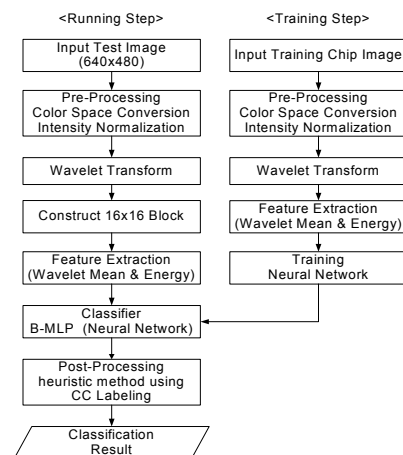 <Running Step>
Input Test Image
(640x480)
Pre-Processing
Color Space Conversion
Intensity Normalization
Wavelet Transform
Construct 16x16 Block
Feature Extraction
(Wavelet Mean & Energy)
Classifier
B-MLP (Neural Network)
Post-Processing
heuristic method using
CC Labeling
Classification
Result
<Training Step>
Input Training Chip Image
Pre-Processing
Color Space Conversion
Intensity Normalization
Wavelet Transform
Feature Extraction
(Wavelet Mean & Energy)
Training
Neural Network